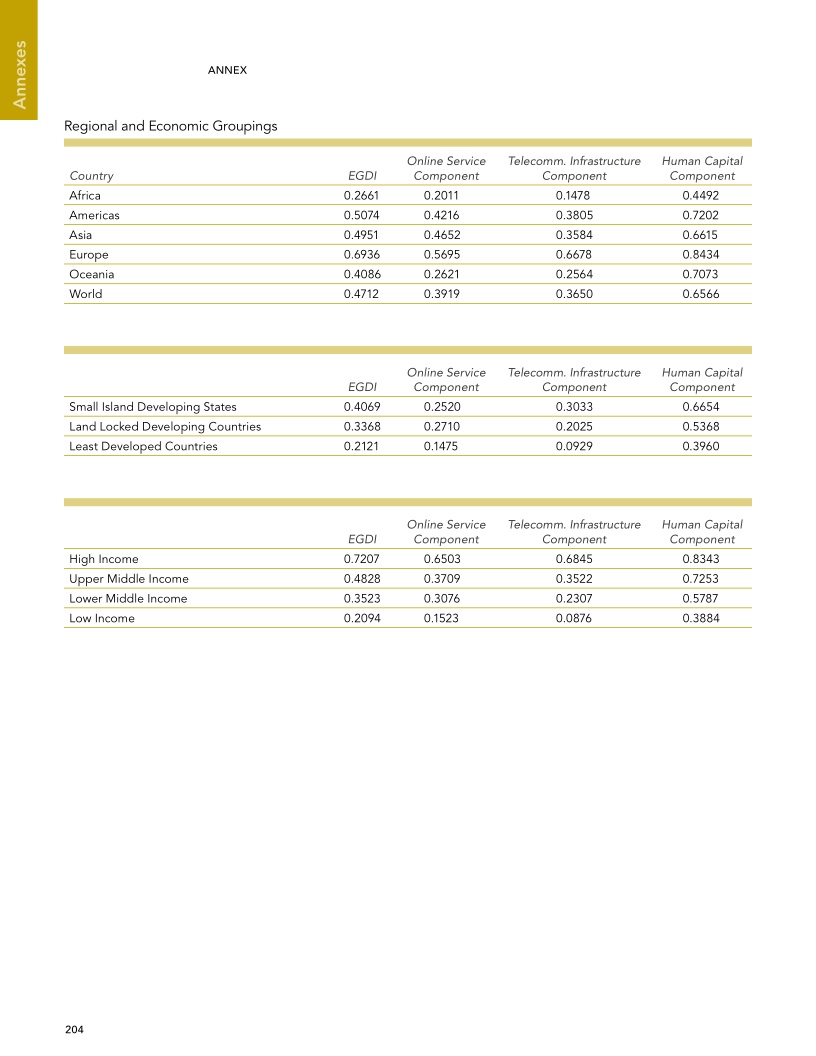 Annexes
ANNEX
Regional and Economic Groupings
Online Service Telecomm. Infrastructure Human Capital
Country EGDI Component Component Component
Africa 0.2661 0.2011 0.1478 0.4492
Americas 0.5074 0.4216 0.3805 0.7202
Asia 0.4951 0.4652 0.3584 0.6615
Europe 0.6936 0.5695 0.6678 0.8434
Oceania 0.4086 0.2621 0.2564 0.7073
World 0.4712 0.3919 0.3650 0.6566
Online Service Telecomm. Infrastructure Human Capital
EGDI Component Component Component
Small Island Developing States 0.4069 0.2520 0.3033 0.6654
Land Locked Developing Countries 0.3368 0.2710 0.2025 0.5368
Least Developed Countries 0.2121 0.1475 0.0929 0.3960
Online Service Telecomm. Infrastructure Human Capital
EGDI Component Component Component
High Income 0.7207 0.6503 0.6845 0.8343
Upper Middle Income 0.4828 0.3709 0.3522 0.7253
Lower Middle Income 0.3523 0.3076 0.2307 0.5787
Low Income 0.2094 0.1523 0.0876 0.3884
204